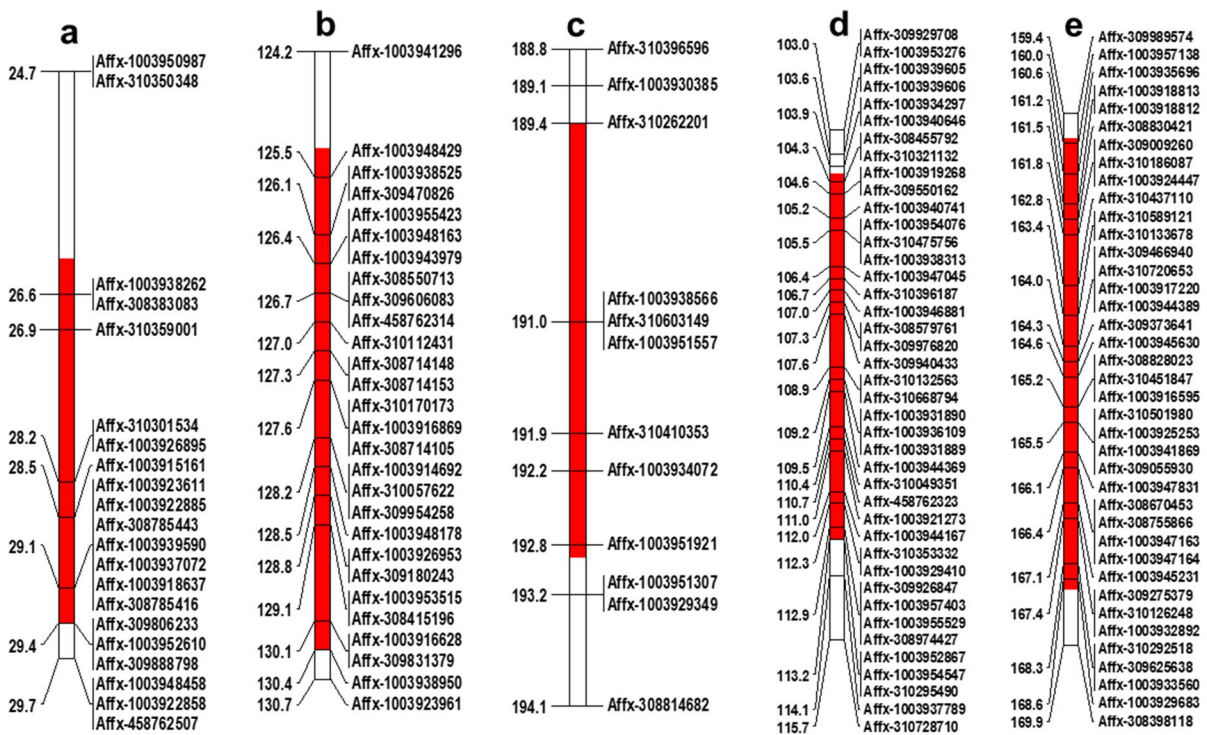 a
24.7
Affx-1003950987
Affx-310350348
26.6
Affx-1003938262
Affx-308383083
26.9
Affx-310359001
28.2
28.5
29.1
29.4
29.7
Affx-310301534
Affx-1003926895
Affx-1003915161
Affx-1003923611
Affx-1003922885
Affx-308785443
Affx-1003939590
Affx-1003937072
Affx-1003918637
Affx-308785416
Affx-309806233
Affx-1003952610
Affx-309888798
Affx-1003948458
Affx-1003922858
Affx-458762507
b
124.2
Affx-1003941296
125.5
126.1
126.4
126.7
127.0
127.3
127.6
128.2
128.5
128.8
129.1
130.1
130.4
130.7
Affx-1003948429
Affx-1003938525
Affx-309470826
Affx-1003955423
Affx-1003948163
Affx-1003943979
Affx-308550713
Affx-309606083
Affx-458762314
Affx-310112431
Affx-308714148
Affx-308714153
Affx-310170173
Affx-1003916869
Affx-308714105
Affx-1003914692
Affx-310057622
Affx-309954258
Affx-1003948178
Affx-1003926953
Affx-309180243
Affx-1003953515
Affx-308415196
Affx-1003916628
Affx-309831379
Affx-1003938950
Affx-1003923961
c
188.8
Affx-310396596
189.1
Affx-1003930385
189.4
Affx-310262201
191.0
Affx-1003938566
Affx-310603149
Affx-1003951557
191.9
Affx-310410353
192.2
Affx-1003934072
192.8
Affx-1003951921
193.2
Affx-1003951307
Affx-1003929349
194.1
Affx-308814682
d
103.0
103.6
103.9
104.3
104.6
105.2
105.5
106.4
106.7
107.0
107.3
107.6
108.9
109.2
109.5
110.4
110.7
111.0
112.0
112.3
112.9
113.2
114.1
115.7
Affx-309929708
Affx-1003953276
Affx-1003939605
Affx-1003939606
Affx-1003934297
Affx-1003940646
Affx-308455792
Affx-310321132
Affx-1003919268
Affx-309550162
Affx-1003940741
Affx-1003954076
Affx-310475756
Affx-1003938313
Affx-1003947045
Affx-310396187
Affx-1003946881
Affx-308579761
Affx-309976820
Affx-309940433
Affx-310132563
Affx-310668794
Affx-1003931890
Affx-1003936109
Affx-1003931889
Affx-1003944369
Affx-310049351
Affx-458762323
Affx-1003921273
Affx-1003944167
Affx-310353332
Affx-1003929410
Affx-309926847
Affx-1003957403
Affx-1003955529
Affx-308974427
Affx-1003952867
Affx-1003954547
Affx-310295490
Affx-1003937789
Affx-310728710
e
159.4
160.0
160.6
161.2
161.5
161.8
162.8
163.4
164.0
164.3
164.6
165.2
165.5
166.1
166.4
167.1
167.4
168.3
168.6
169.9
Affx-309989574
Affx-1003957138
Affx-1003935696
Affx-1003918813
Affx-1003918812
Affx-308830421
Affx-309009260
Affx-310186087
Affx-1003924447
Affx-310437110
Affx-310589121
Affx-310133678
Affx-309466940
Affx-310720653
Affx-1003917220
Affx-1003944389
Affx-309373641
Affx-1003945630
Affx-308828023
Affx-310451847
Affx-1003916595
Affx-310501980
Affx-1003925253
Affx-1003941869
Affx-309055930
Affx-1003947831
Affx-308670453
Affx-308755866
Affx-1003947163
Affx-1003947164
Affx-1003945231
Affx-309275379
Affx-310126248
Affx-1003932892
Affx-310292518
Affx-309625638
Affx-1003933560
Affx-1003929683
Affx-308398118